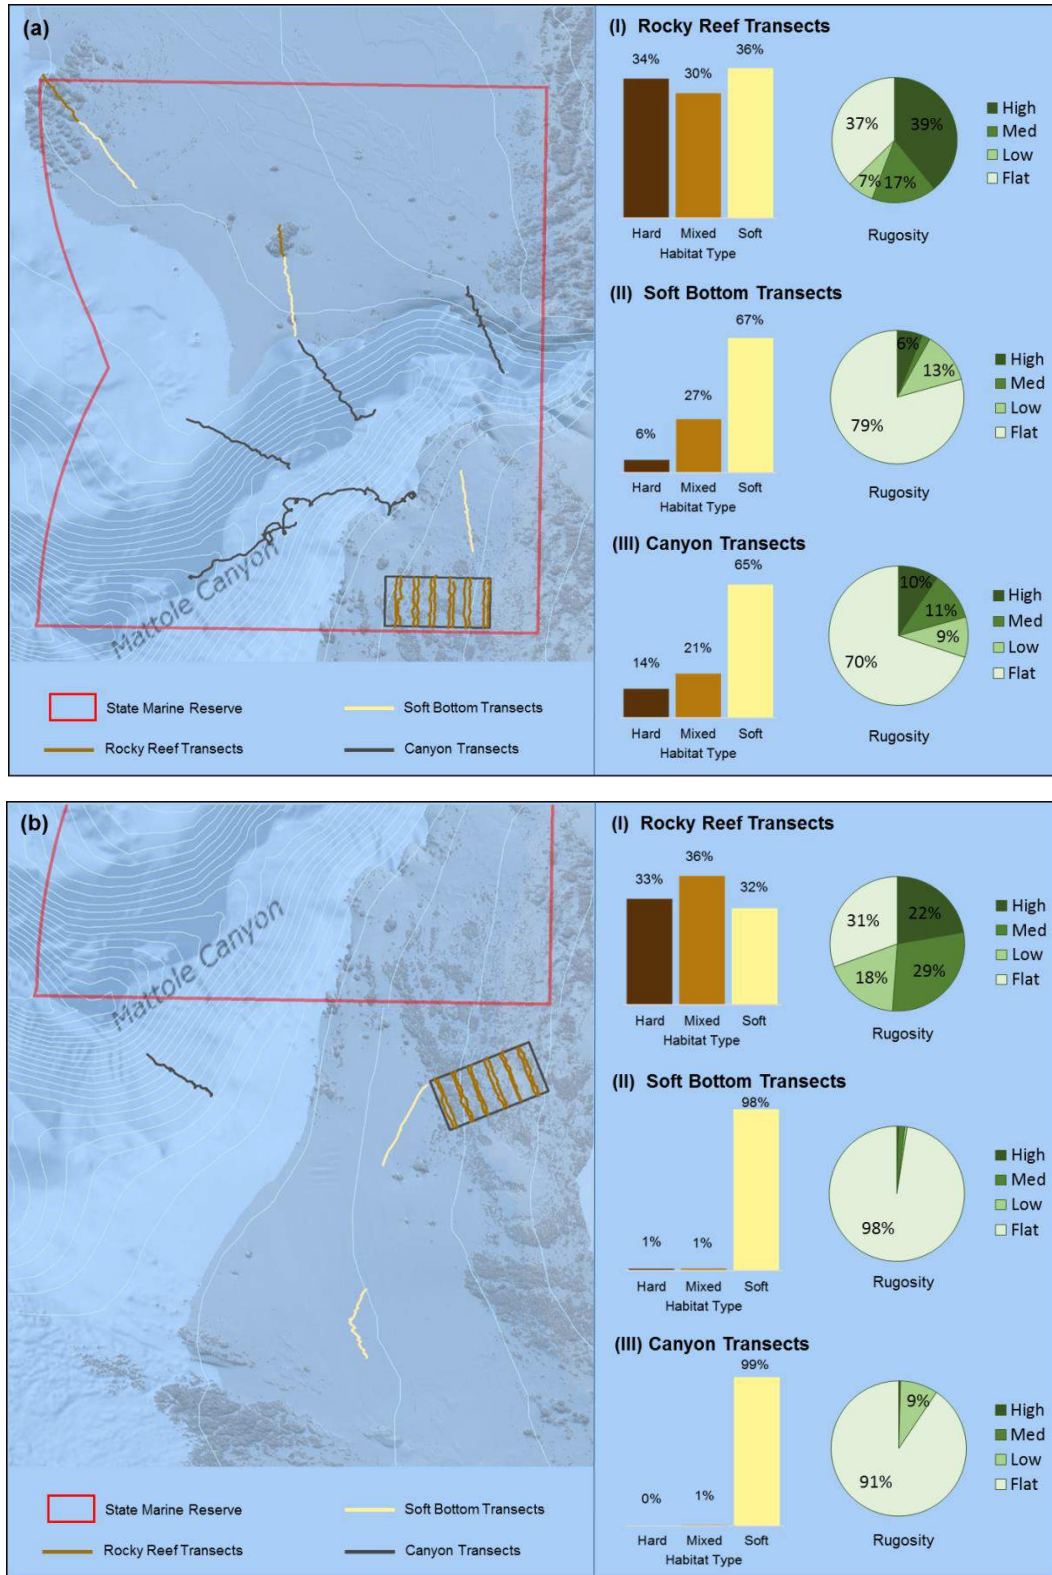 (a)
Mattole Canyon
State Marine Reserve
Soft Bottom Transects
Rocky Reef Transects
Canyon Transects
(I) Rocky Reef Transects
34%
30%
36%
Hard Mixed Soft
Habitat Type
37%
39%
7%
17%
High
Med
Low
Flat
Rugosity
(II) Soft Bottom Transects
6%
27%
67%
Hard Mixed Soft
Habitat Type
6%
13%
79%
High
Med
Low
Flat
Rugosity
(III) Canyon Transects
14%
21%
65%
Hard Mixed Soft
Habitat Type
10%
11%
9%
70%
High
Med
Low
Flat
Rugosity
(b)
Mattole Canyon
State Marine Reserve
Soft Bottom Transects
Rocky Reef Transects
Canyon Transects
(I) Rocky Reef Transects
33%
36%
32%
Hard Mixed Soft
Habitat Type
31%
22%
18%
29%
High
Med
Low
Flat
Rugosity
(II) Soft Bottom Transects
1%
1%
98%
Hard Mixed Soft
Habitat Type
98%
High
Med
Low
Flat
Rugosity
(III) Canyon Transects
0%
1%
99%
Hard Mixed Soft
Habitat Type
9%
91%
High
Med
Low
Flat
Rugosity